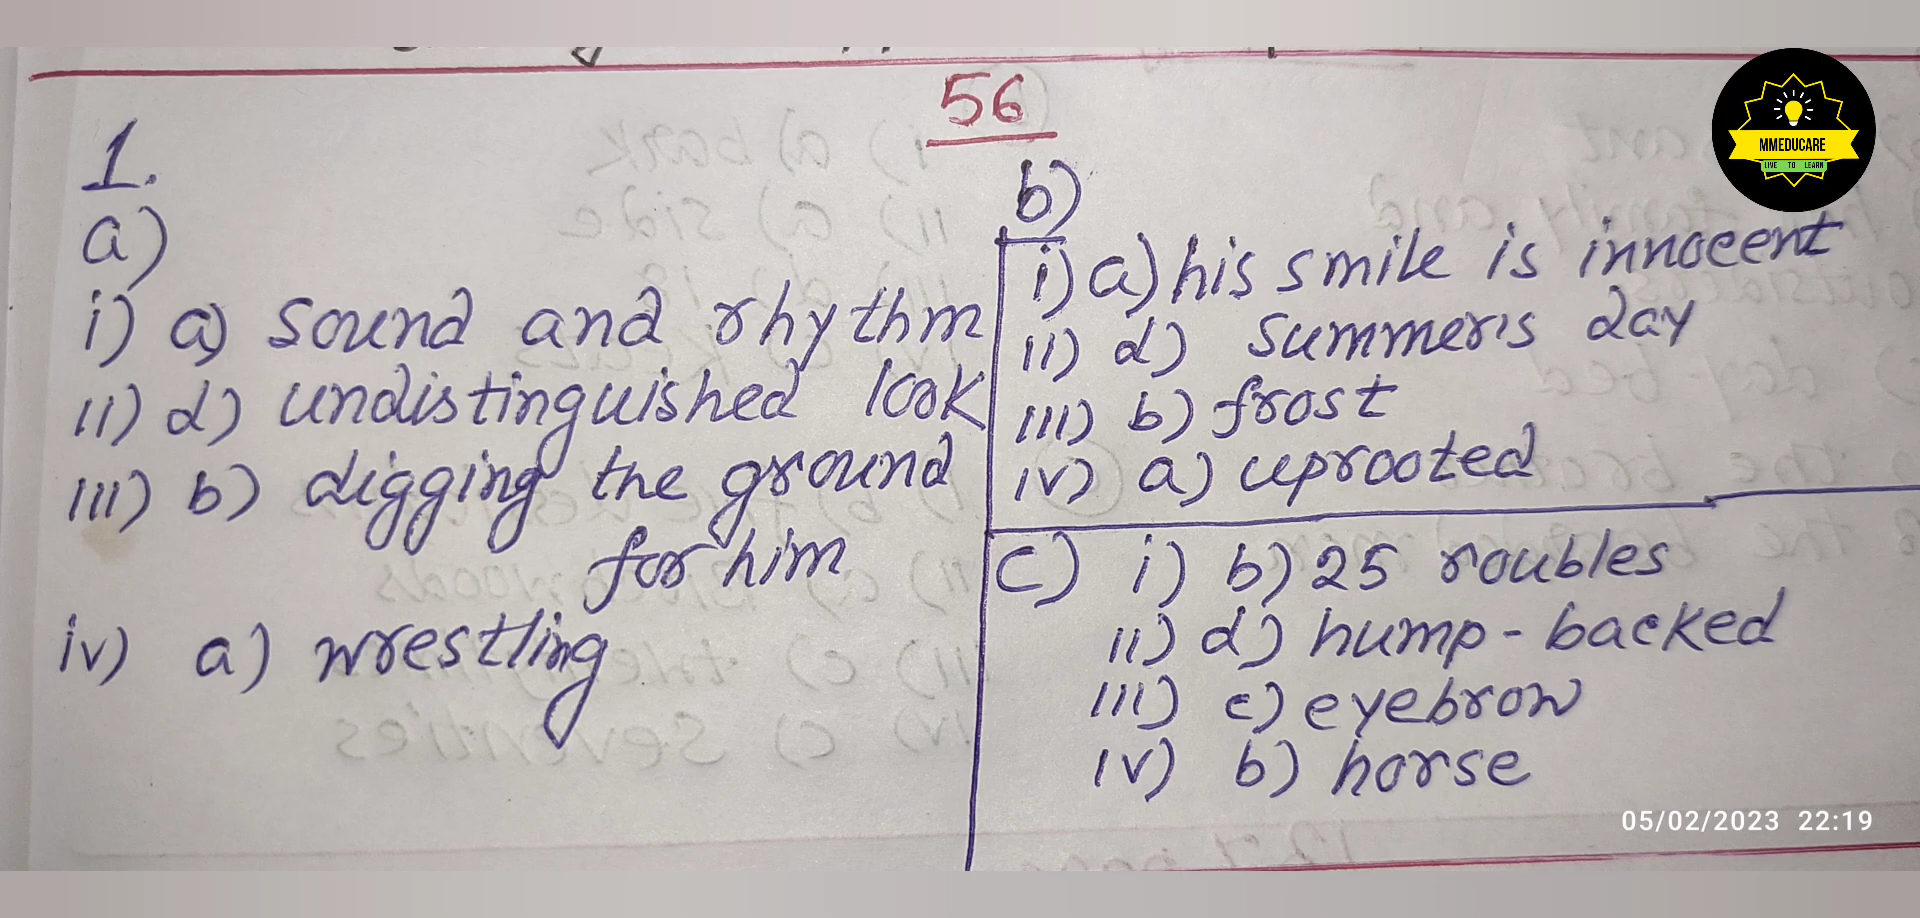 56
1.
a)
i) a) sound and rhythm
ii) d) undistinguished look
iii) b) digging the ground
for him
iv) a) wrestling
b)
i) a) his smile is innocent
ii) d) summer's day
iii) b) frost
iv) a) uprooted
c) i) b) 25 roubles
ii) d) hump-backed
iii) c) eyebrow
iv) b) horse
MMEDUCARE
LIVE TO LEARN
05/02/2023 22:19